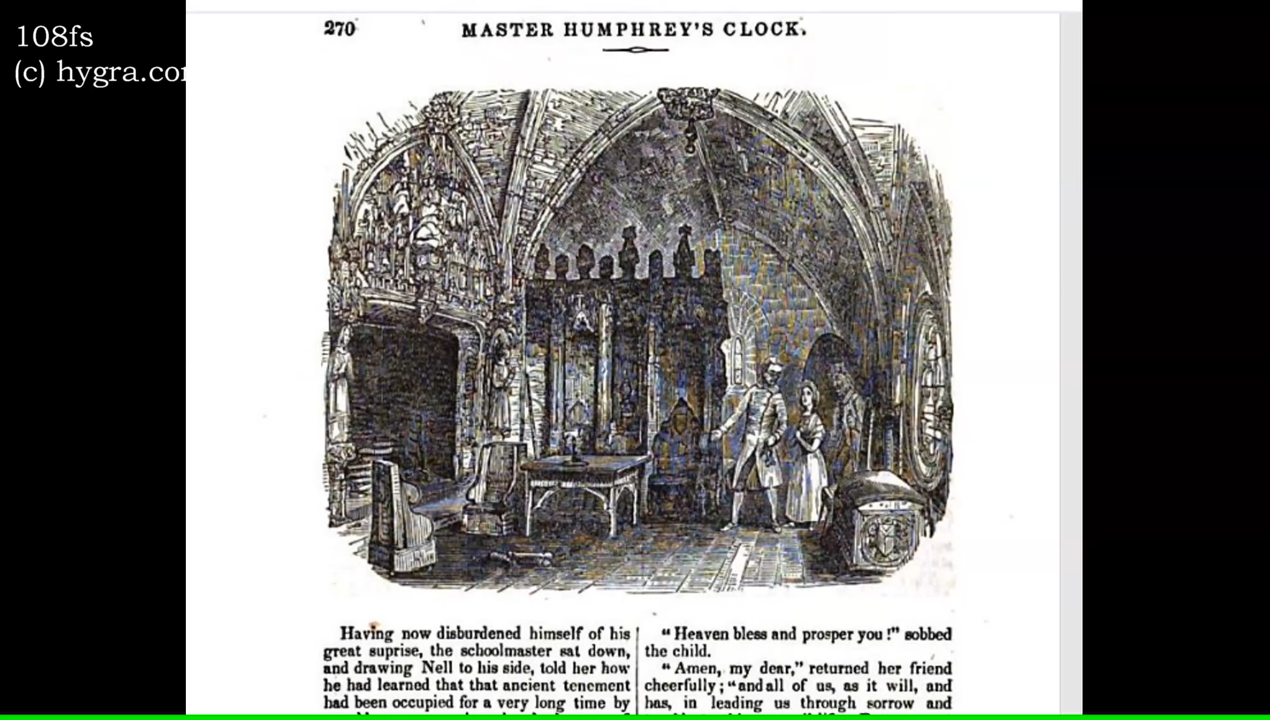 108fs
(c) hygra.co
270 MASTER HUMPHREY'S CLOCK.
Having now disburdened himself of his
great suprise, the schoolmaster sat down,
and drawing Nell to his side, told her how
he had learned that that ancient tenement
had been occupied for a very long time by
"Heaven bless and prosper you!" sobbed
the child.
"Amen, my dear," returned her friend
cheerfully; "and all of us, as it will, and
has, in leading us through sorrow and